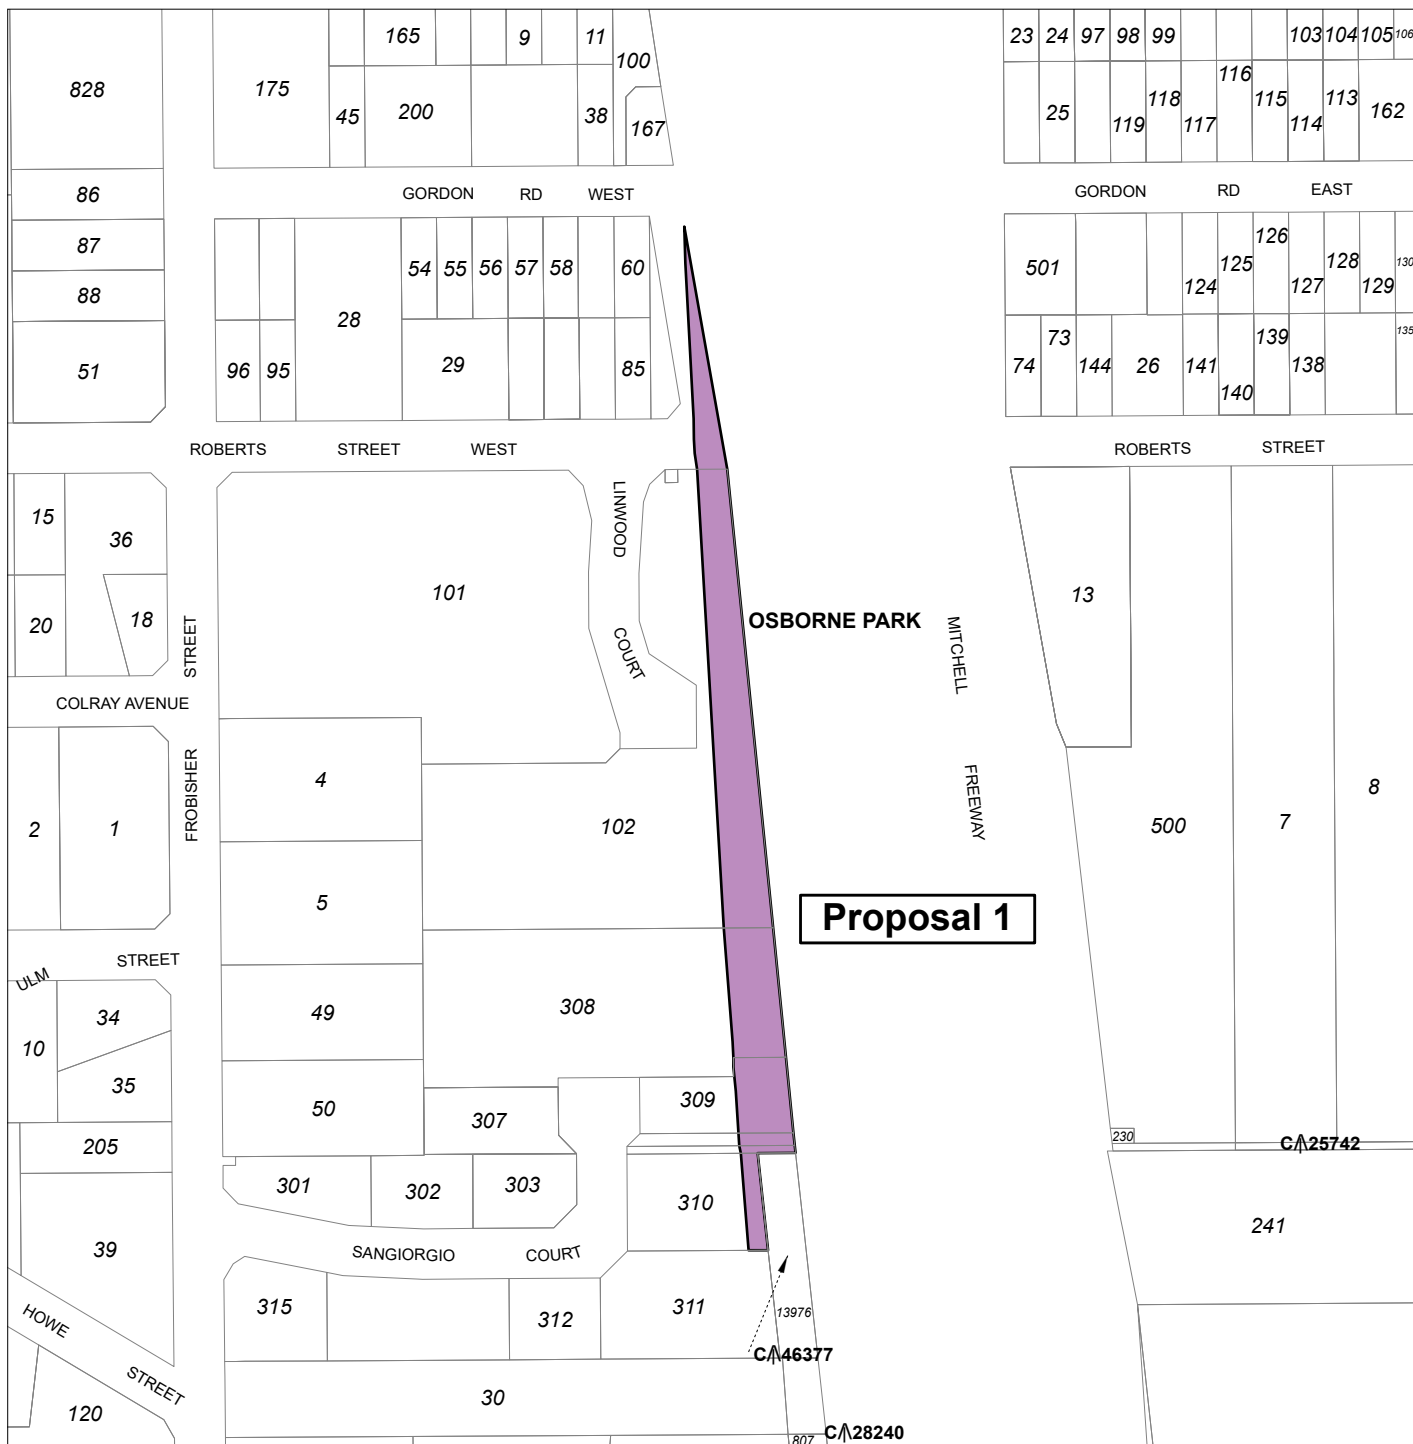 165 9 11 23 24 97 98 99 103 104 105 106
828 175 100 116
45 200 38 167 25 119 118 117 115 114 113 162
86 GORDON RD WEST GORDON RD EAST
87 54 55 56 57 58 60 501 124 125 126 127 128 129 130
88 28
51 96 95 29 85 74 73 144 26 141 140 139 138 135
ROBERTS STREET WEST ROBERTS STREET
15 36 LINWOOD
101 13
20 18 STREET COURT OSBORNE PARK MITCHELL
COLRAY AVENUE
FROBISHER 4 FREEWAY 8
2 1 102 500 7
5 Proposal 1
STREET
ULM
34 49 308
10
35 50 307 309
205 230 C/\25742
301 302 303 310
39 SANGIORGIO COURT 241
HOWE 315 312 311 13976
C/\46377
STREET
120 30
807 C/\28240